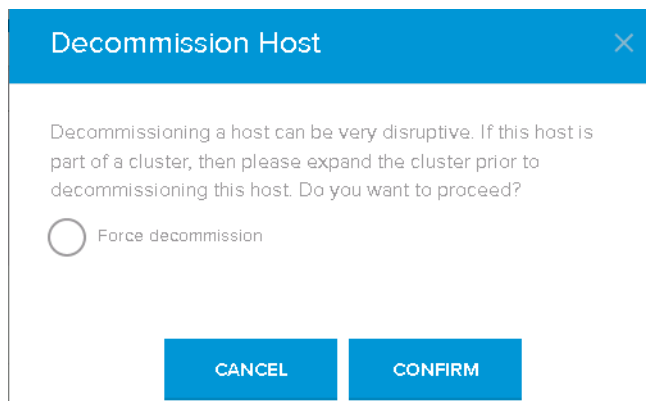 Decommission Host
Decommissioning a host can be very disruptive. If this host is
part of a cluster, then please expand the cluster prior to
decommissioning this host. Do you want to proceed?
Force decommission
CANCEL CONFIRM